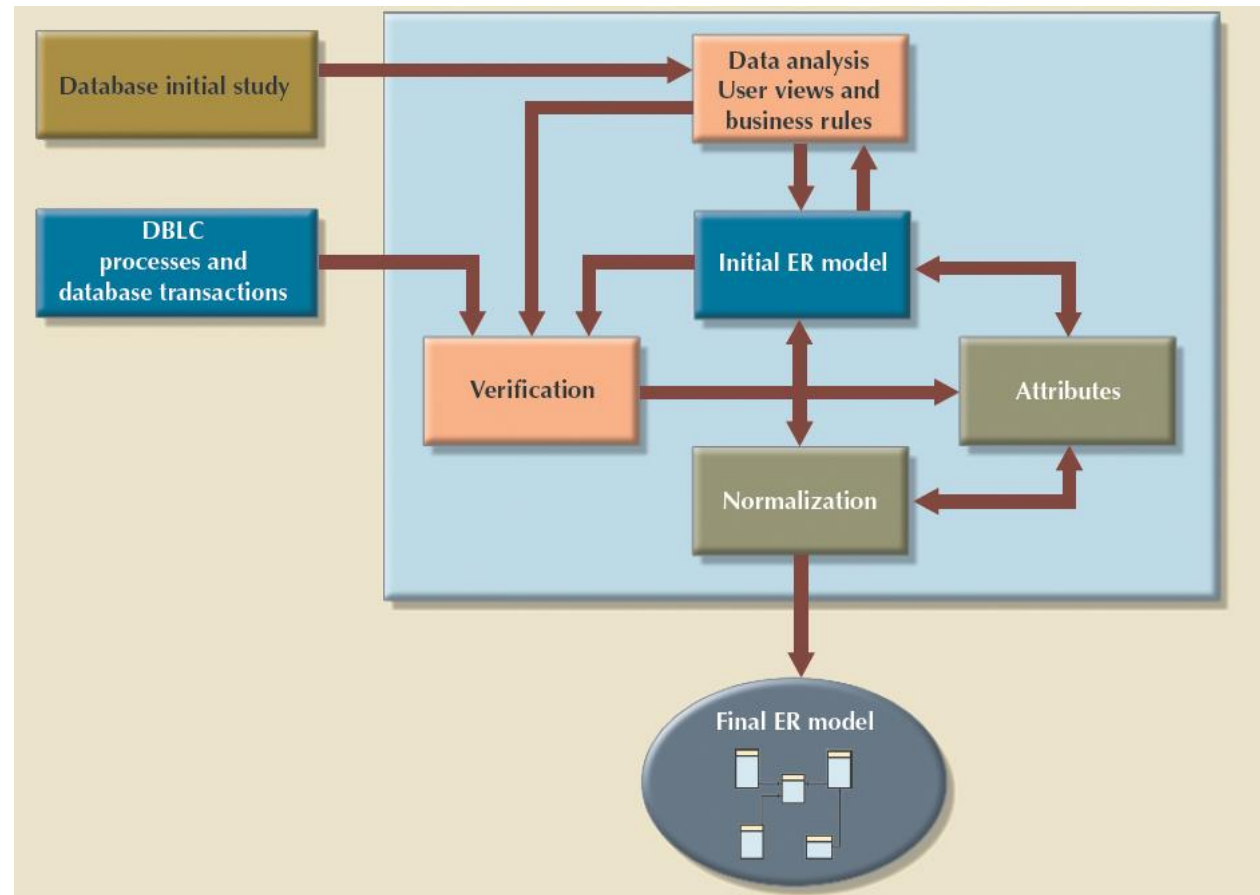 Database initial study
Data analysis
User views and
business rules
DBLC
processes and
database transactions
Initial ER model
Verification
Attributes
Normalization
Final ER model